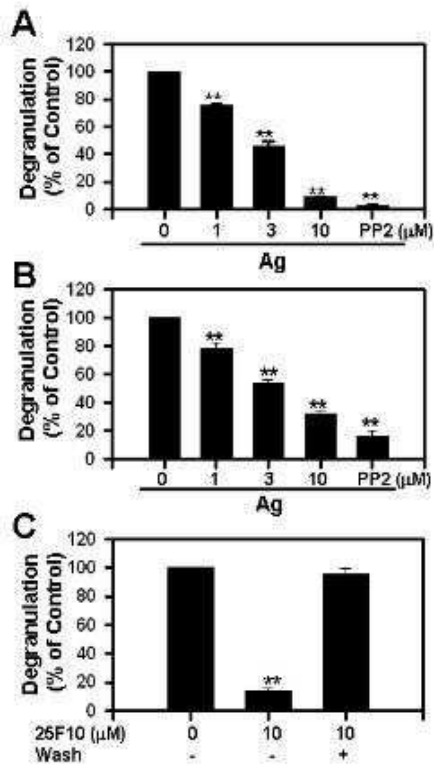 A
Degranulation
(% of Control)
120
100
80
60
40
20
0
**
**
**
**
0 1 3 10 PP2 (μM)
Ag
B
Degranulation
(% of Control)
120
100
80
60
40
20
0
**
**
**
**
0 1 3 10 PP2 (μM)
Ag
C
Degranulation
(% of Control)
120
100
80
60
40
20
0
**
25F10 (μM) 0 10 10
Wash - - +